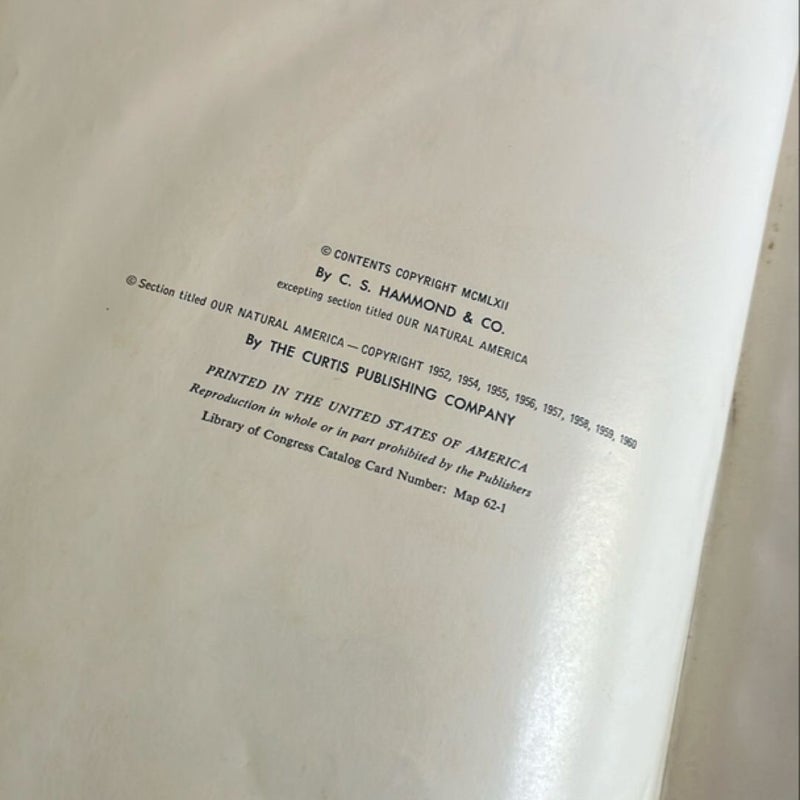 © CONTENTS COPYRIGHT MCMLXII
By C. S. HAMMOND & CO.
excepting section titled OUR NATURAL AMERICA
© Section titled OUR NATURAL AMERICA — COPYRIGHT 1952, 1954, 1955, 1956, 1957, 1958, 1959, 1960
By THE CURTIS PUBLISHING COMPANY
PRINTED IN THE UNITED STATES OF AMERICA
Reproduction in whole or in part prohibited by the Publishers
Library of Congress Catalog Card Number: Map 62-1